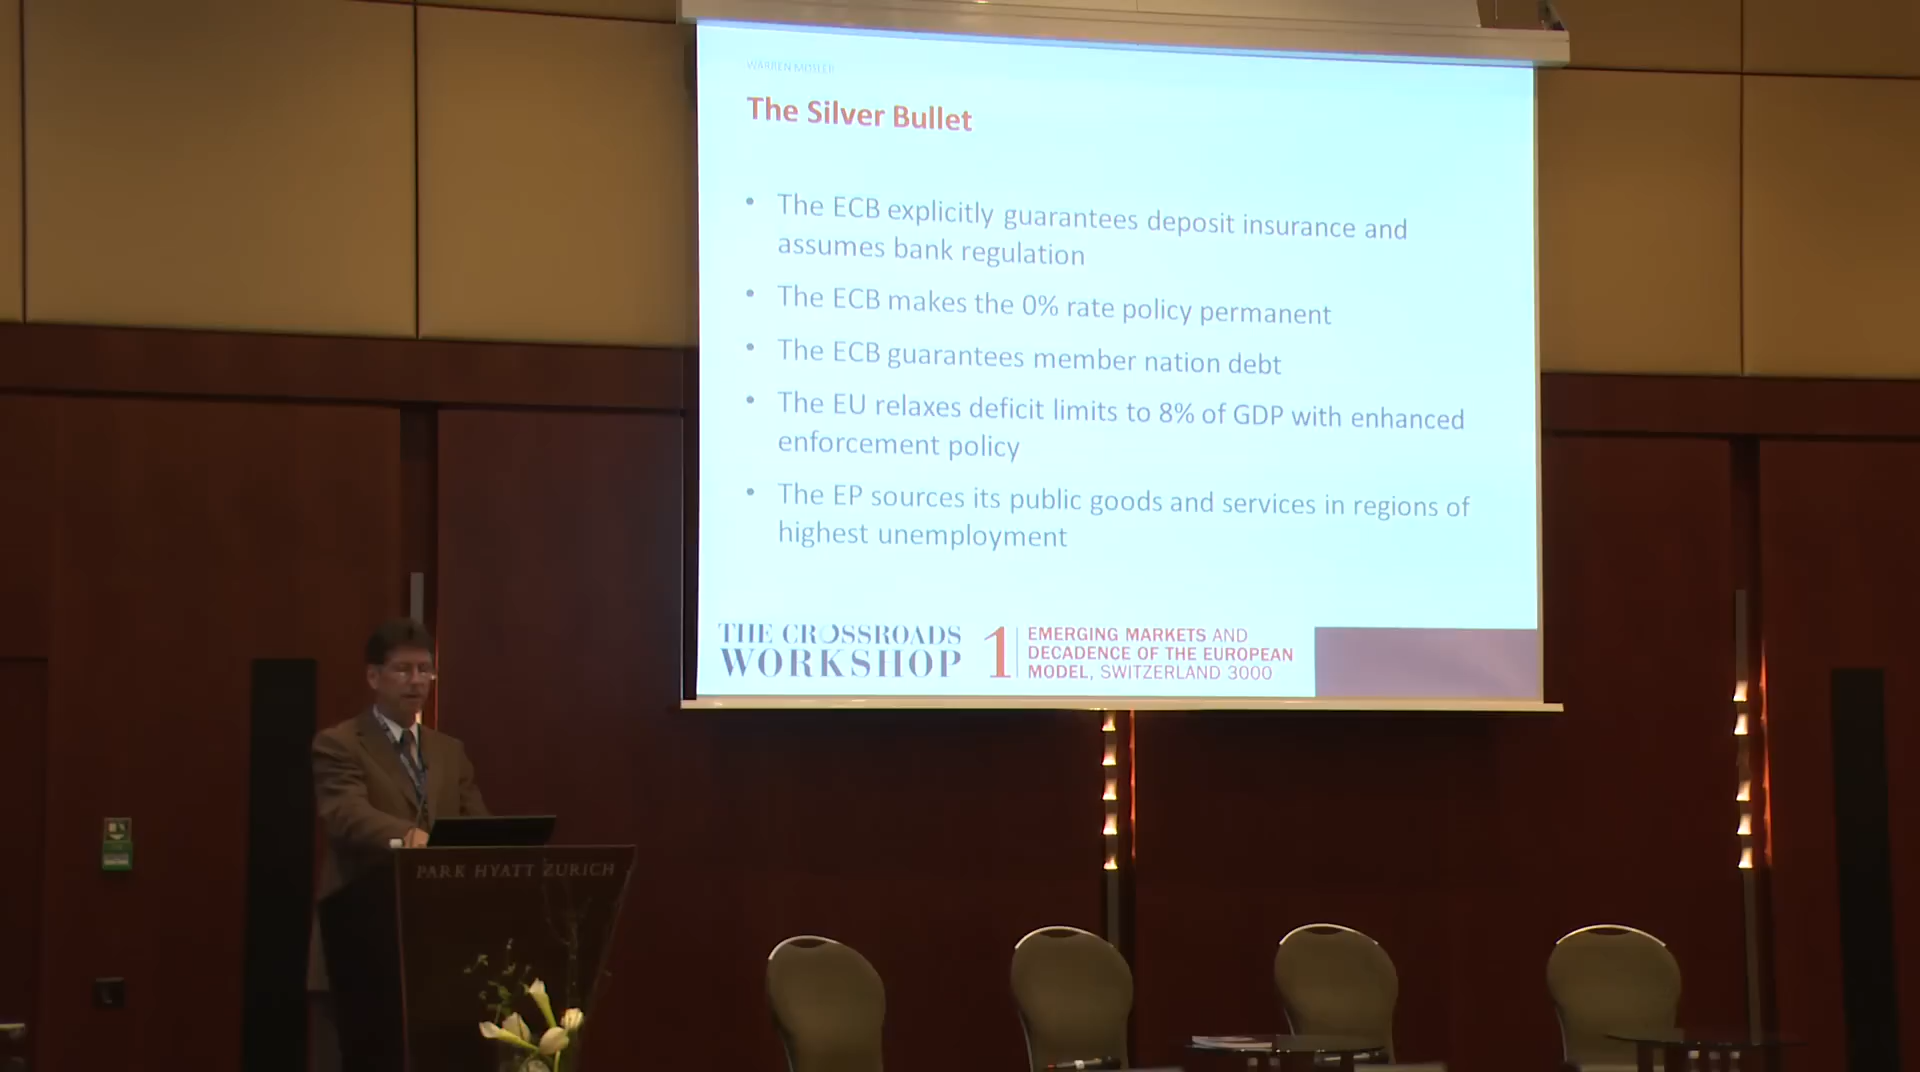 WARREN MOSLER
The Silver Bullet
• The ECB explicitly guarantees deposit insurance and
assumes bank regulation
• The ECB makes the 0% rate policy permanent
• The ECB guarantees member nation debt
• The EU relaxes deficit limits to 8% of GDP with enhanced
enforcement policy
• The EP sources its public goods and services in regions of
highest unemployment
THE CROSSROADS
WORKSHOP
1
EMERGING MARKETS AND
DECADENCE OF THE EUROPEAN
MODEL, SWITZERLAND 3000
PARK HYATT ZURICH